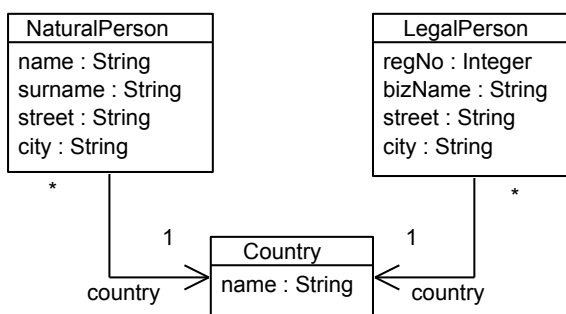 NaturalPerson
name : String
surname : String
street : String
city : String
LegalPerson
regNo : Integer
bizName : String
street : String
city : String
*
*
1
1
country
country
Country
name : String